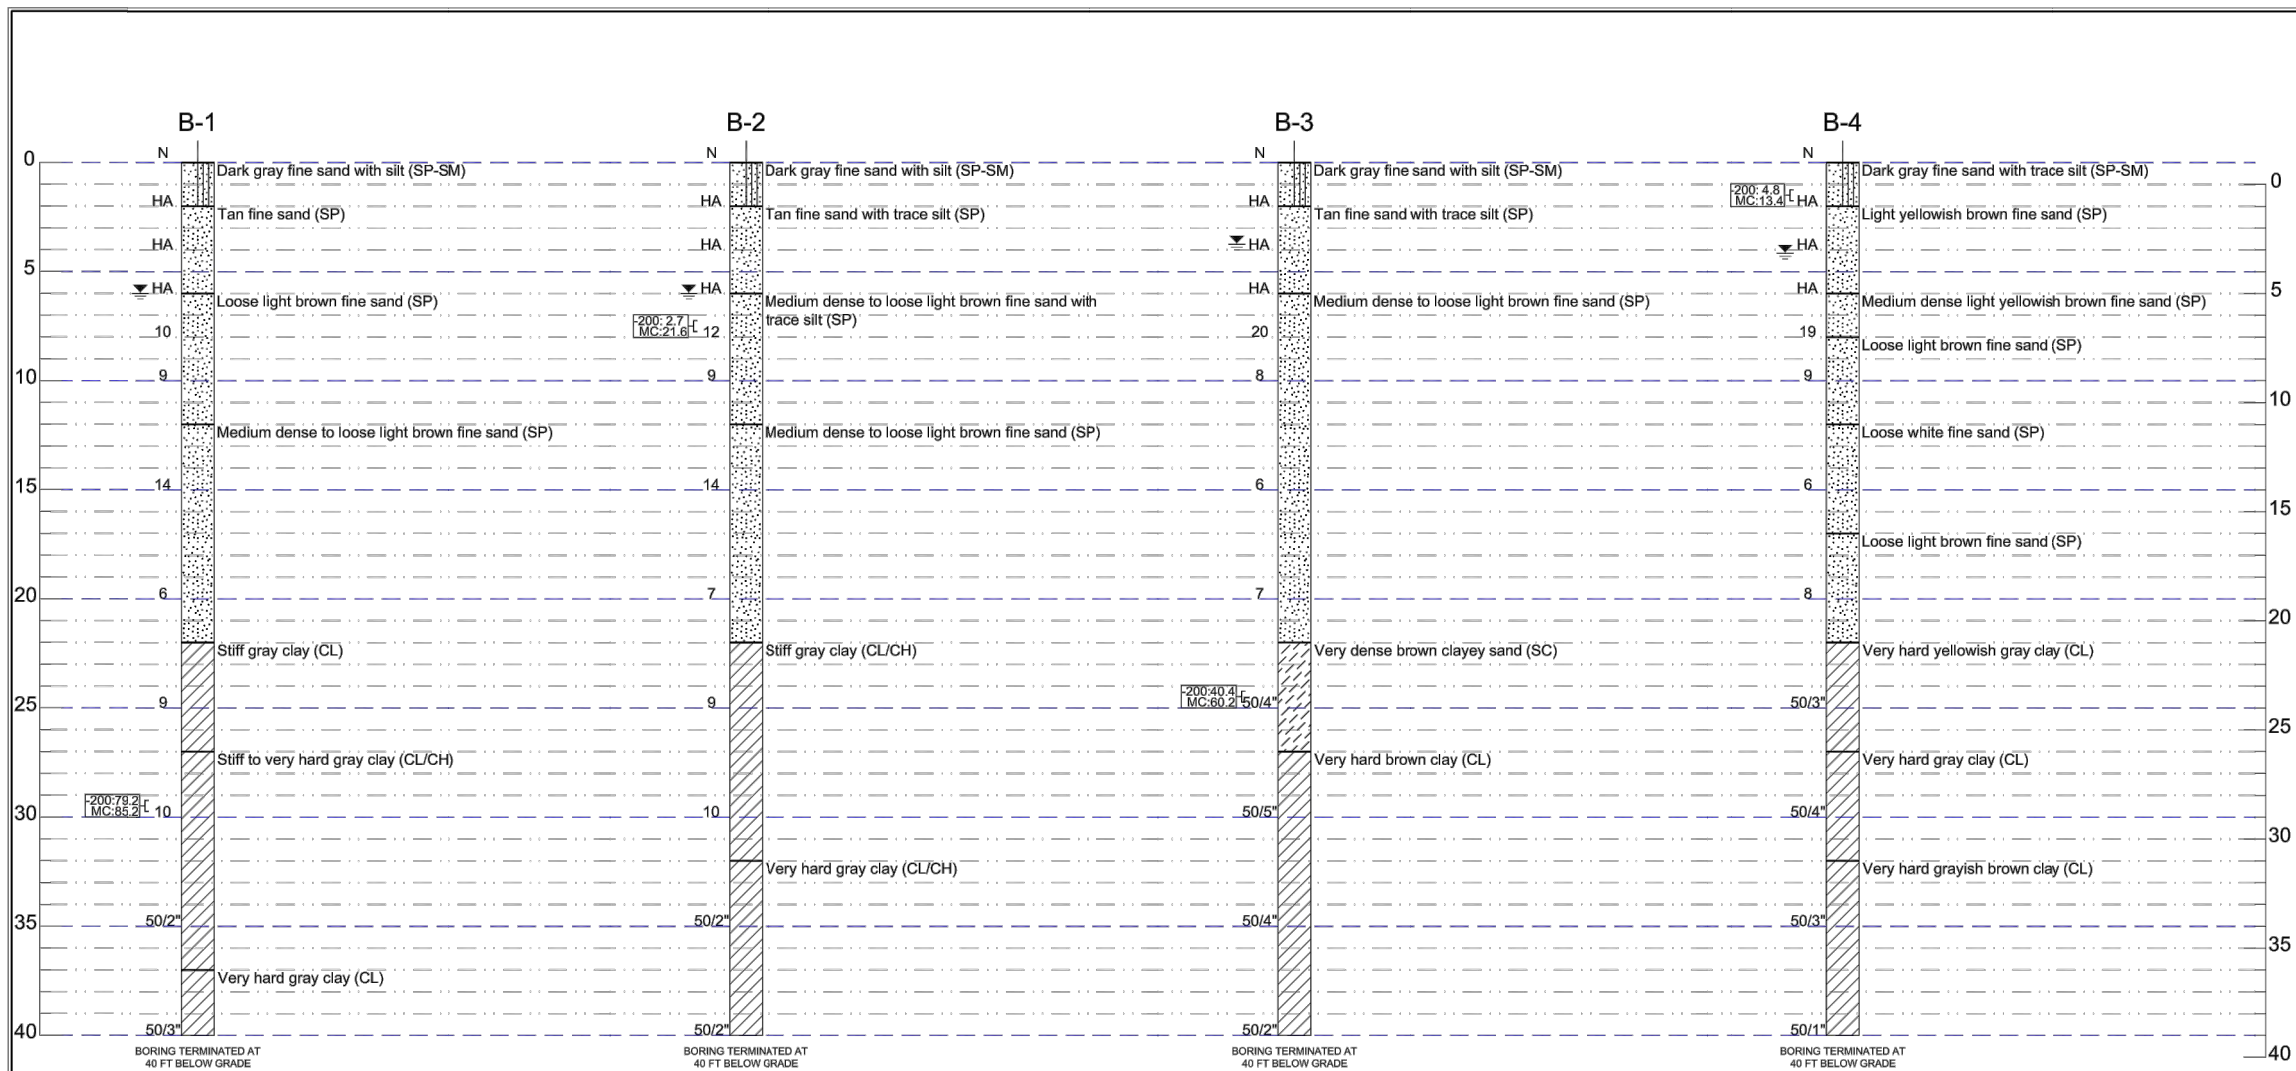 B-1
B-2
B-3
B-4
N
N
N
N
0
Dark gray fine sand with silt (SP-SM)
Dark gray fine sand with silt (SP-SM)
Dark gray fine sand with silt (SP-SM)
Dark gray fine sand with trace silt (SP-SM)
0
-200: 4.8
MC:13.4
HA
HA
HA
HA
Tan fine sand (SP)
Tan fine sand with trace silt (SP)
Tan fine sand with trace silt (SP)
Light yellowish brown fine sand (SP)
HA
HA
HA
HA
5
HA
HA
HA
HA
5
Loose light brown fine sand (SP)
Medium dense to loose light brown fine sand with
trace silt (SP)
Medium dense to loose light brown fine sand (SP)
Medium dense light yellowish brown fine sand (SP)
-200: 2.7
MC:21.6
10
12
20
19
Loose light brown fine sand (SP)
10
9
9
8
9
10
Medium dense to loose light brown fine sand (SP)
Medium dense to loose light brown fine sand (SP)
Loose white fine sand (SP)
15
14
14
6
6
15
Loose light brown fine sand (SP)
20
6
7
7
8
20
Stiff gray clay (CL)
Stiff gray clay (CL/CH)
Very dense brown clayey sand (SC)
Very hard yellowish gray clay (CL)
-200:40.4
MC:60.2
25
9
9
50/4"
50/3"
25
Stiff to very hard gray clay (CL/CH)
Very hard brown clay (CL)
Very hard gray clay (CL)
-200:79.2
MC:85.2
30
10
10
50/5"
50/4"
30
Very hard gray clay (CL/CH)
Very hard grayish brown clay (CL)
35
50/2"
50/2"
50/4"
50/3"
35
Very hard gray clay (CL)
40
50/3"
50/2"
50/2"
50/1"
40
BORING TERMINATED AT
40 FT BELOW GRADE
BORING TERMINATED AT
40 FT BELOW GRADE
BORING TERMINATED AT
40 FT BELOW GRADE
BORING TERMINATED AT
40 FT BELOW GRADE